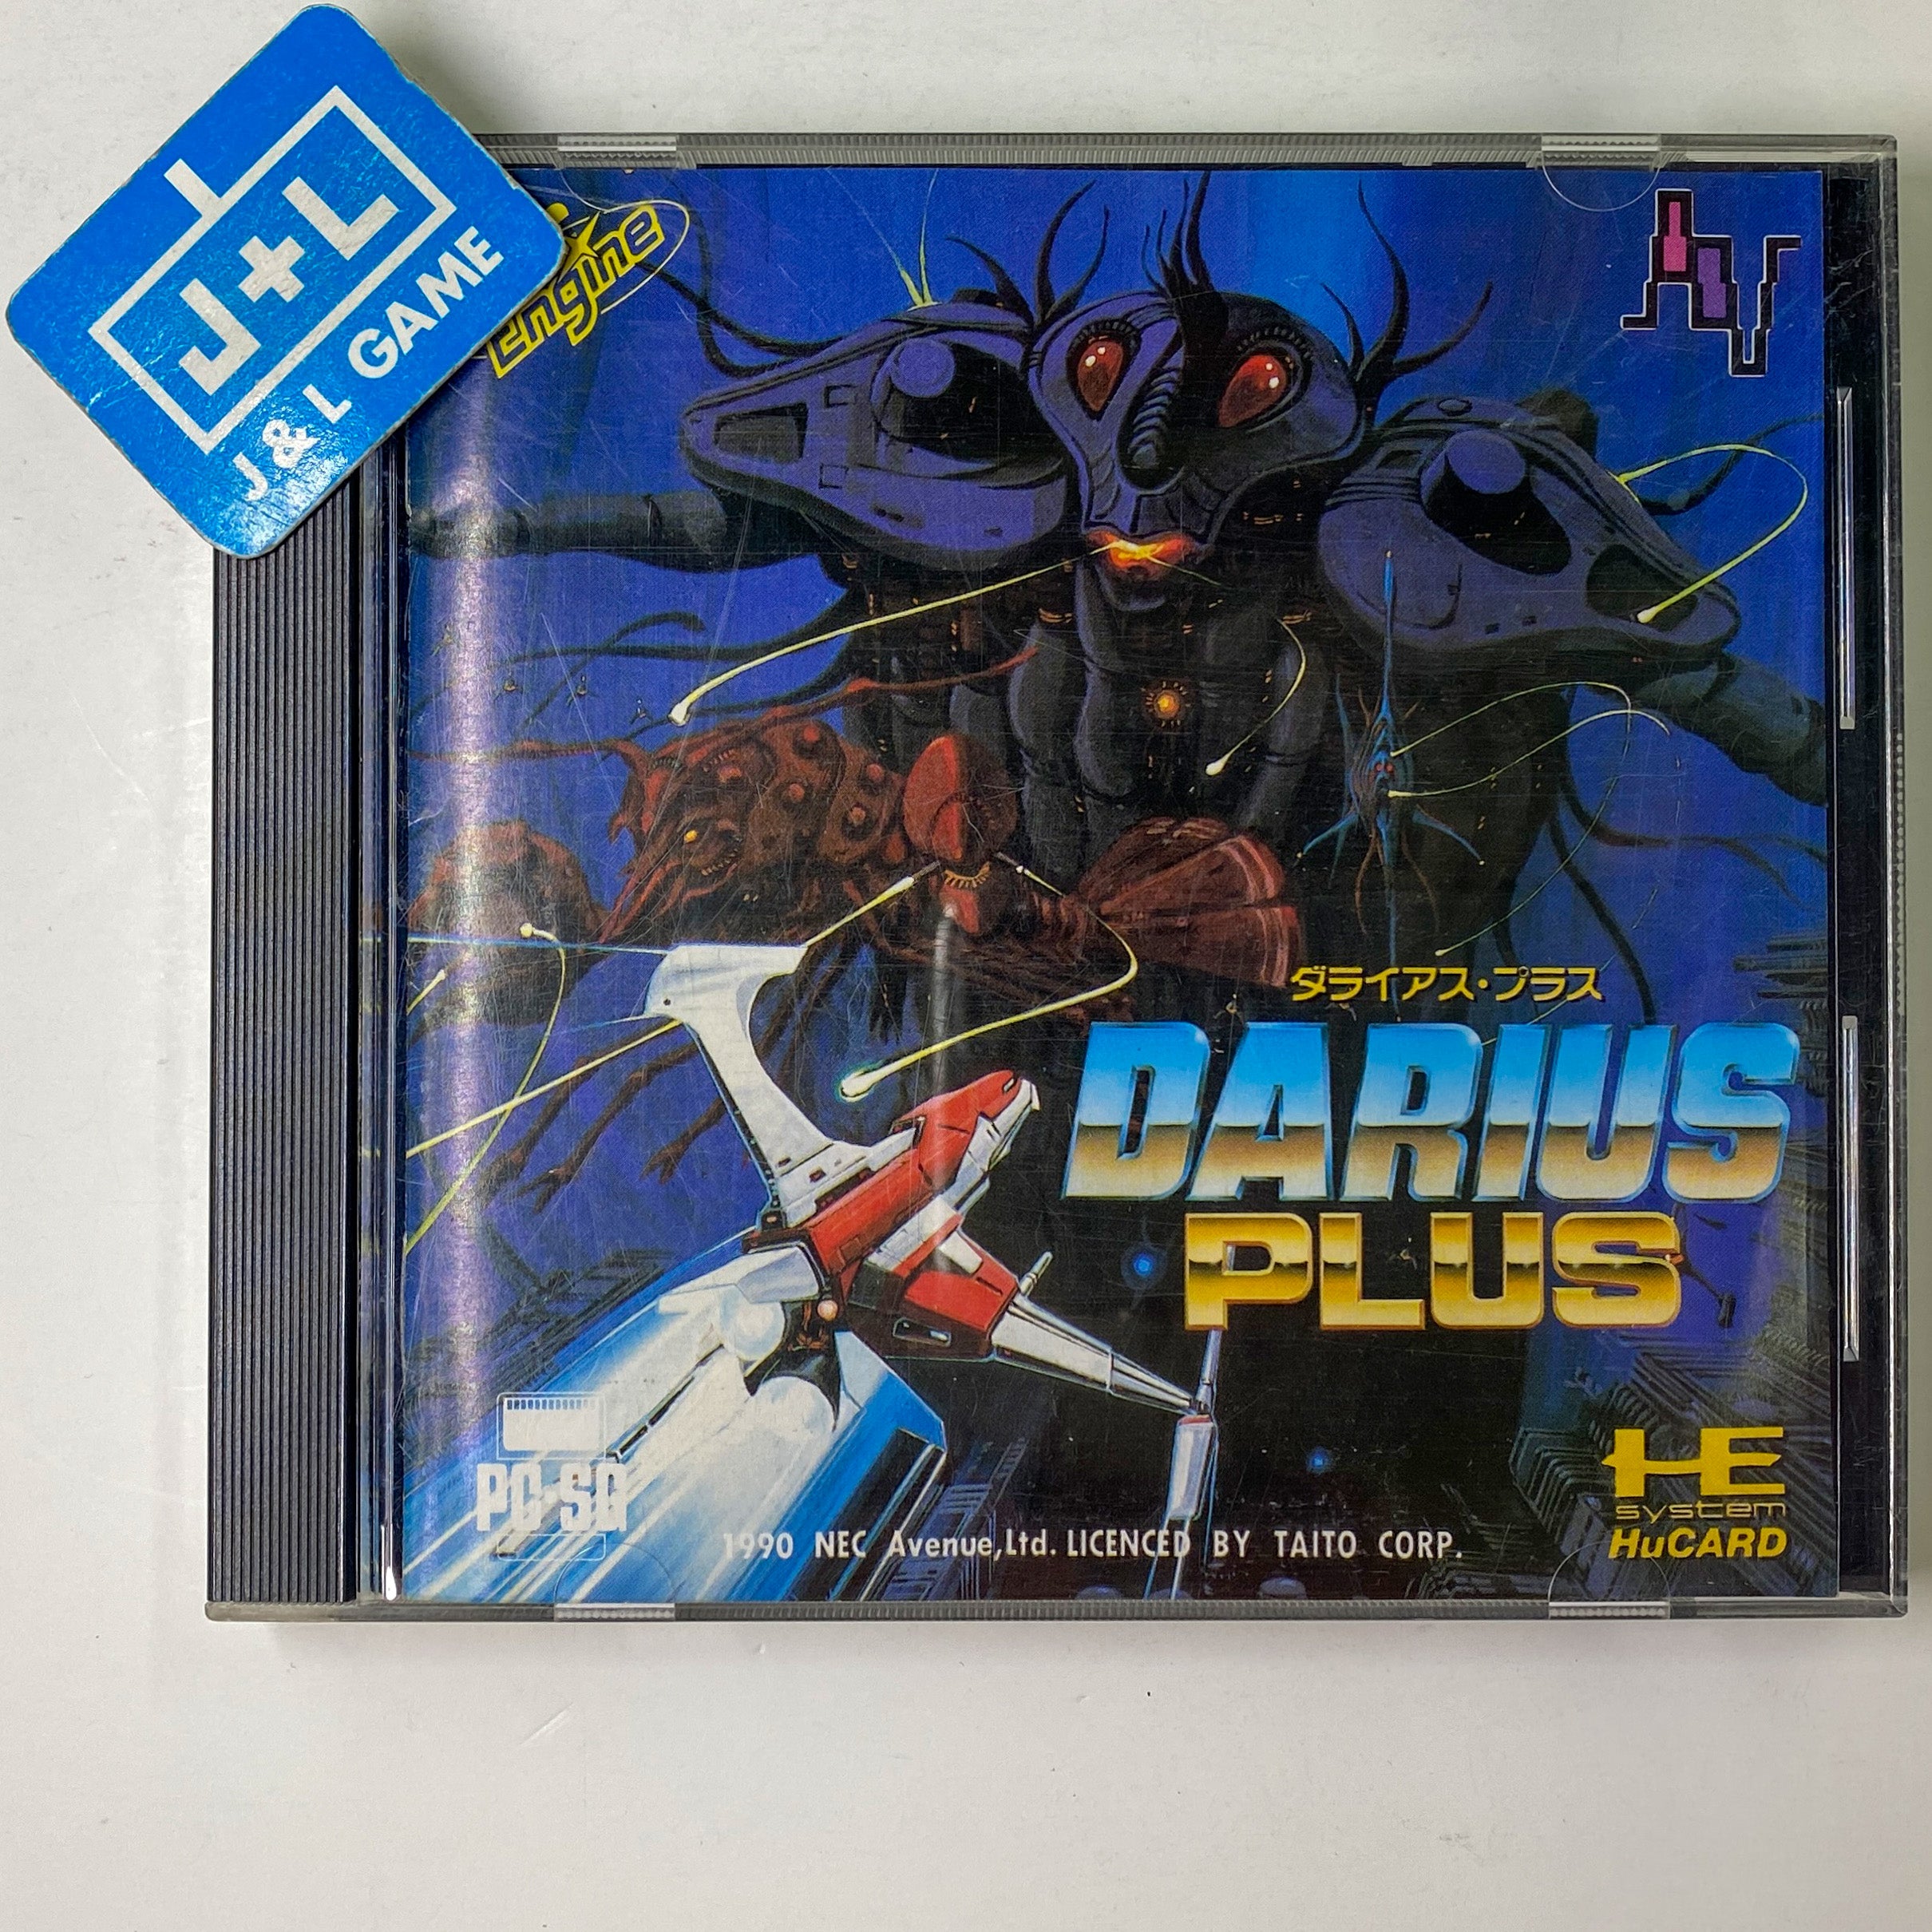 J+L
J & L GAME
Engine
AV
ダライアス・プラス
DARIUS
PLUS
PC-SG
HE
system
HuCARD
1990 NEC Avenue,Ltd. LICENCED BY TAITO CORP.